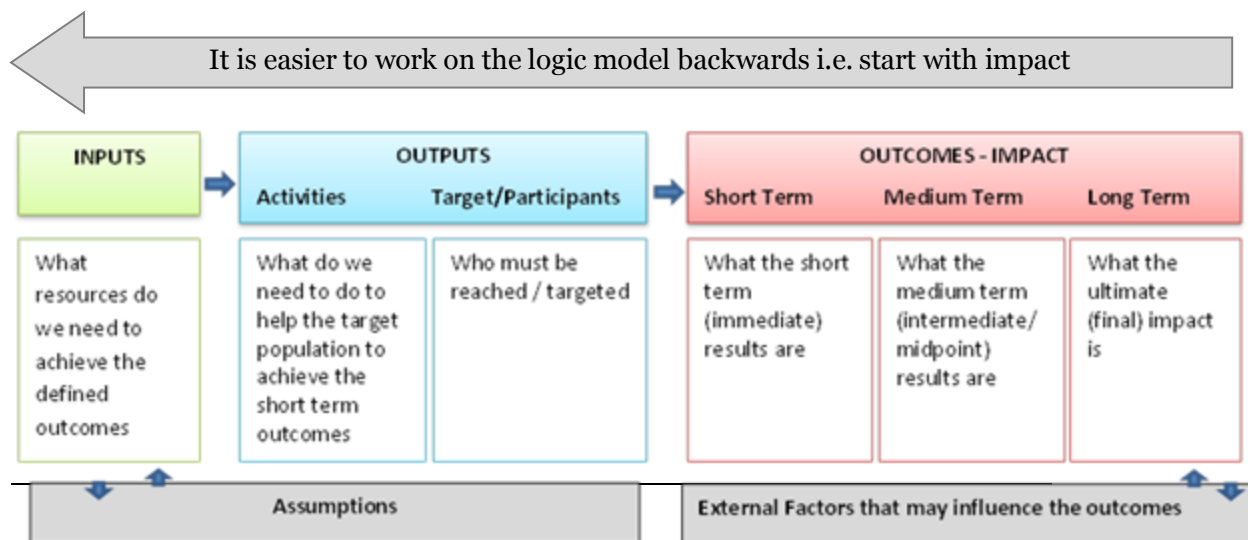 It is easier to work on the logic model backwards i.e. start with impact
INPUTS
OUTPUTS
Activities Target/Participants
OUTCOMES - IMPACT
Short Term Medium Term Long Term
What
resources do
we need to
achieve the
defined
outcomes
What do we
need to do to
help the target
population to
achieve the
short term
outcomes
Who must be
reached / targeted
What the short
term
(immediate)
results are
What the
medium term
(intermediate/
midpoint)
results are
What the
ultimate
(final) impact
is
Assumptions
External Factors that may influence the outcomes